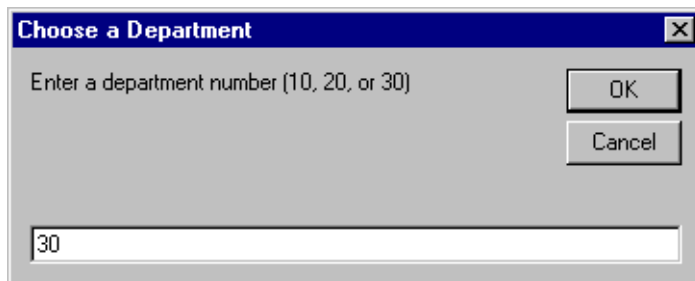 Choose a Department
Enter a department number (10, 20, or 30)
OK
Cancel
30